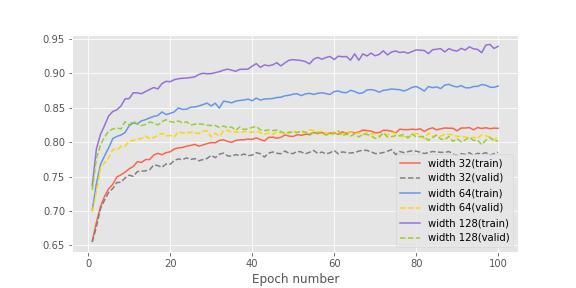 0.95
0.90
0.85
0.80
0.75
0.70
0.65
width 32(train)
width 32(valid)
width 64(train)
width 64(valid)
width 128(train)
width 128(valid)
0 20 40 60 80 100
Epoch number